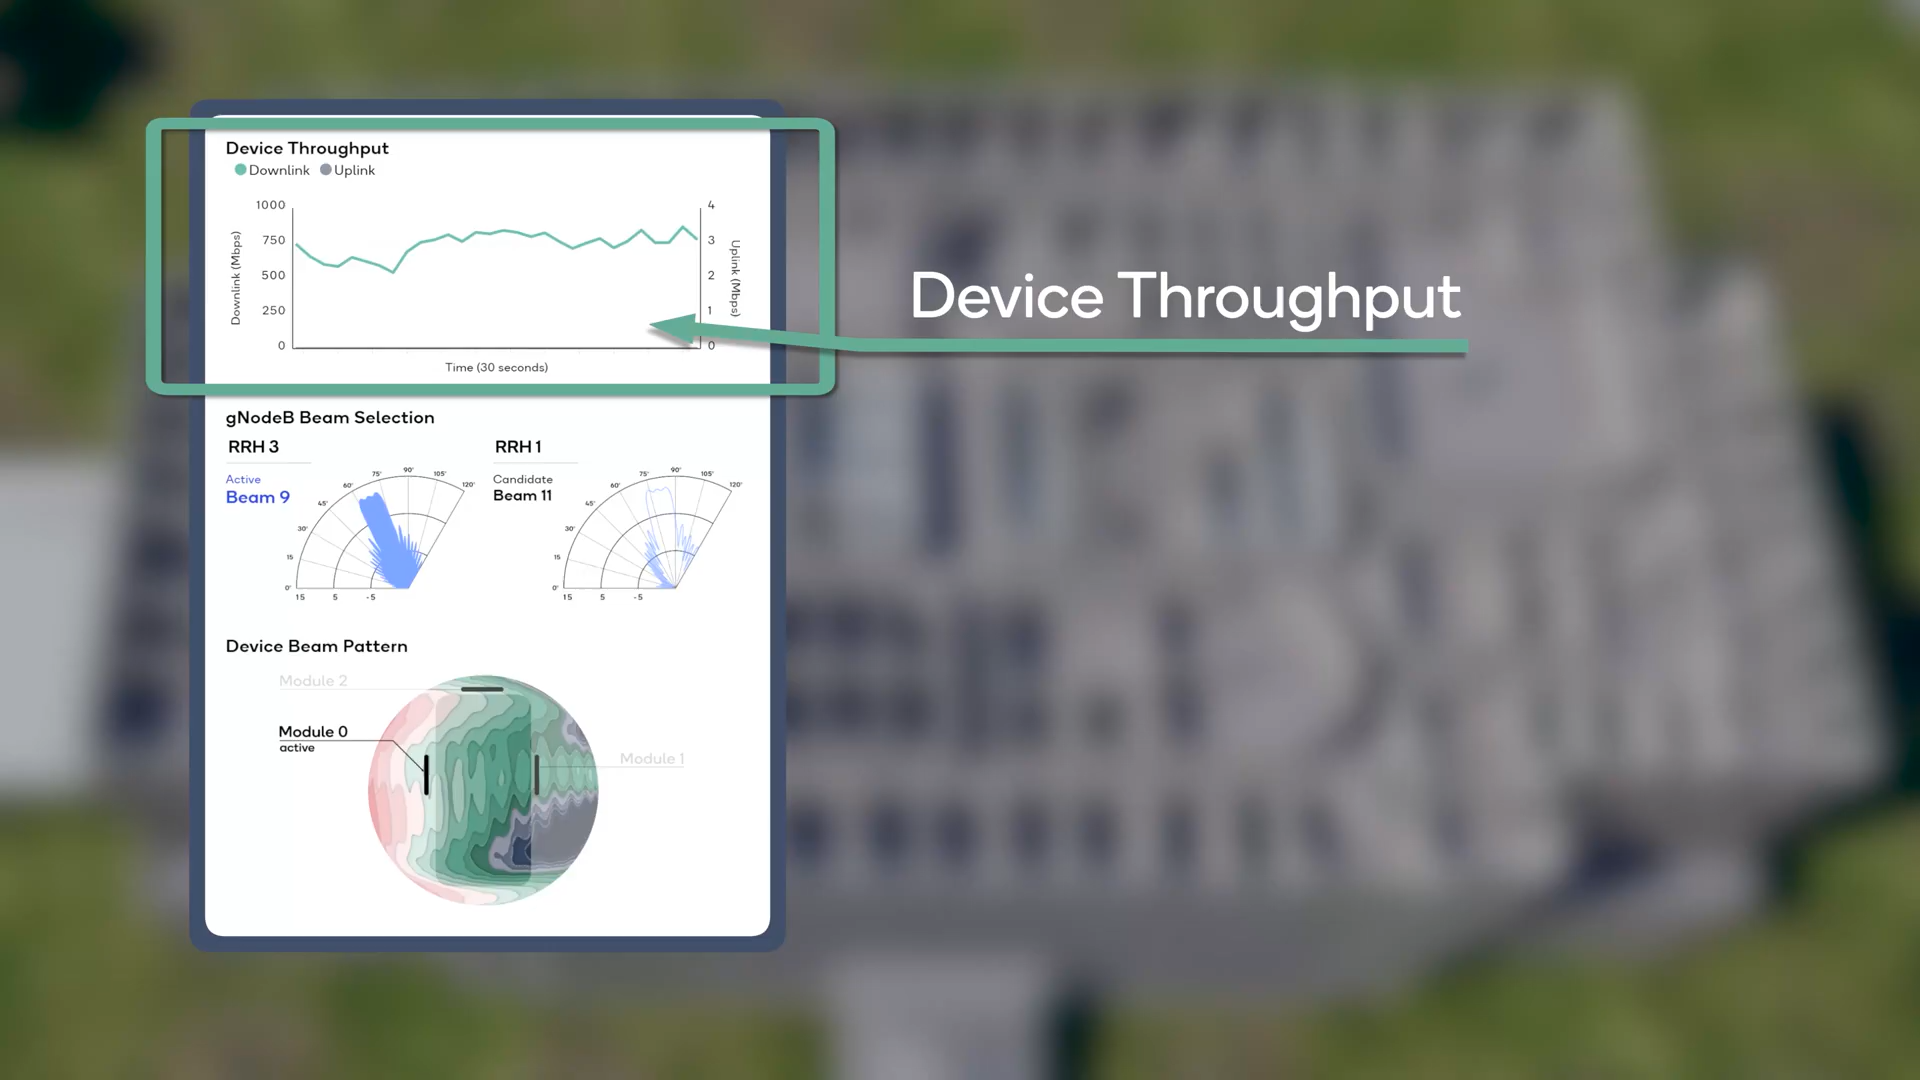 Device Throughput
Downlink Uplink
1000
750
500
250
0
Downlink (Mbps)
4
3
2
1
0
Uplink (Mbps)
Time (30 seconds)
Device Throughput
gNodeB Beam Selection
RRH 3
Active
Beam 9
0° 15 30° 45° 60° 75° 90° 105° 120°
15 5 -5
RRH 1
Candidate
Beam 11
0° 15 30° 45° 60° 75° 90° 105° 120°
15 5 -5
Device Beam Pattern
Module 2
Module 0
active
Module 1